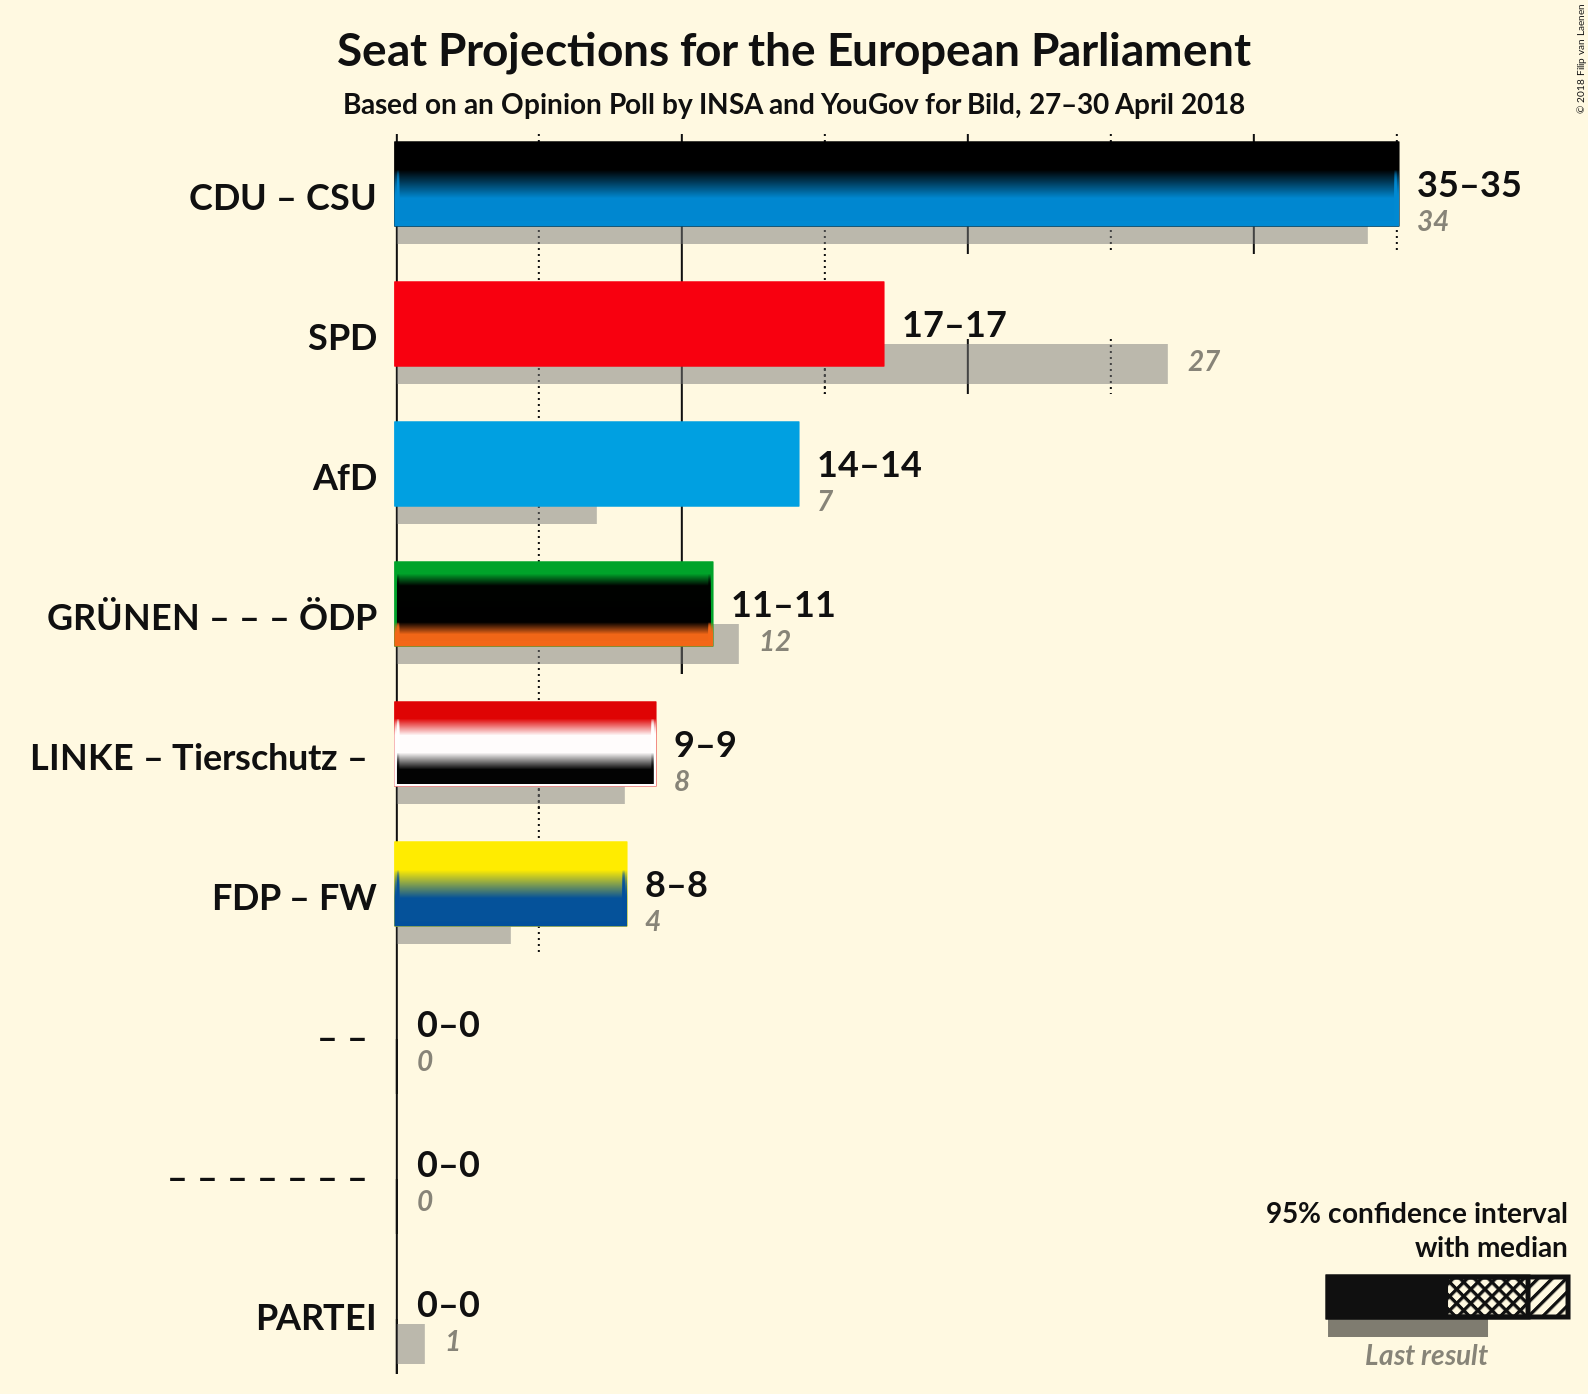 Seat Projections for the European Parliament
Based on an Opinion Poll by INSA and YouGov for Bild, 27–30 April 2018
© 2018 Filip van Laenen
CDU – CSU
35–35
34
SPD
17–17
27
AfD
14–14
7
GRÜNEN – – – ÖDP
11–11
12
LINKE – Tierschutz –
9–9
8
FDP – FW
8–8
4
– –
0–0
0
– – – – – – –
0–0
0
PARTEI
0–0
1
95% confidence interval
with median
Last result